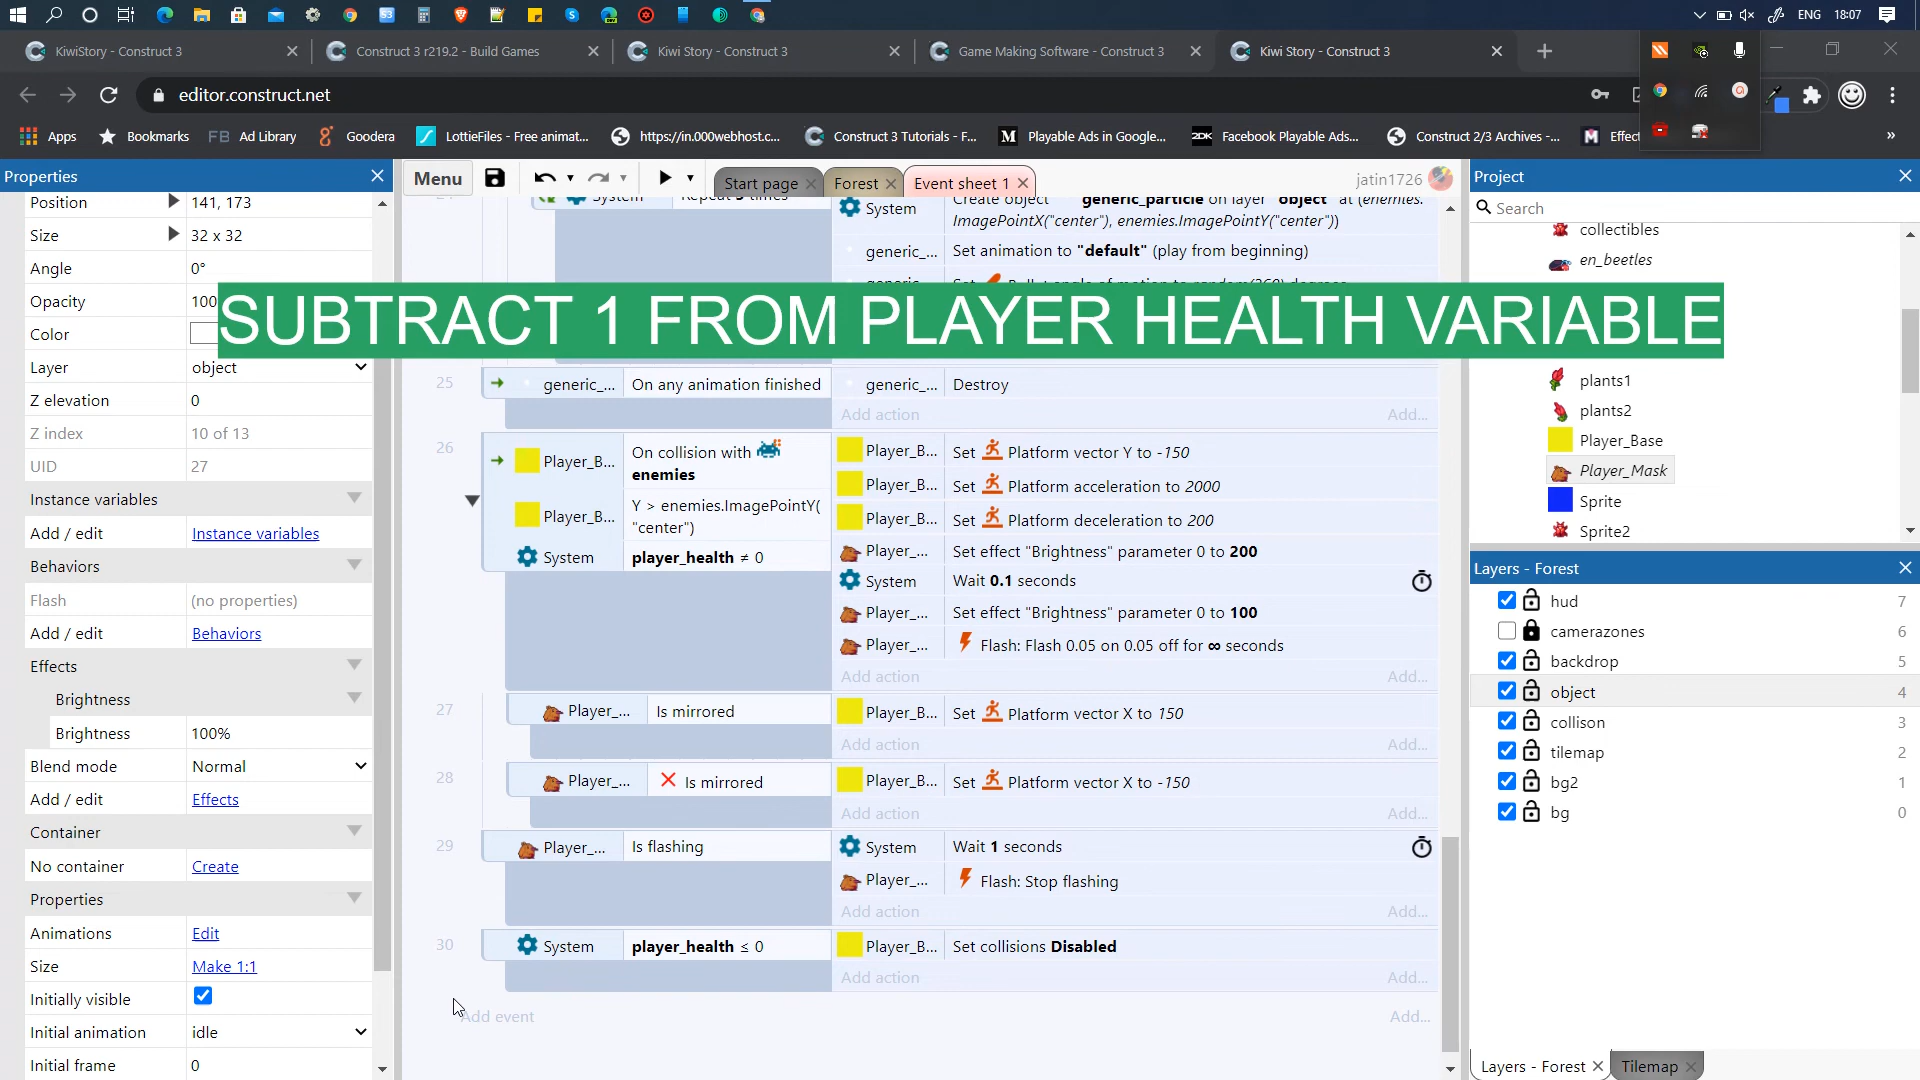 ENG
18:07
KiwiStory - Construct 3
Construct 3 r219.2 - Build Games
Kiwi Story - Construct 3
Game Making Software - Construct 3
Kiwi Story - Construct 3
editor.construct.net
Apps
Bookmarks
FB Ad Library
Goodera
LottieFiles - Free animat...
https://in.000webhost.c...
Construct 3 Tutorials - F...
Playable Ads in Google...
Facebook Playable Ads...
Construct 2/3 Archives -...
Effect
Properties
Position
141, 173
Size
32 x 32
Angle
0°
Opacity
100
Color
Layer
object
Z elevation
0
Z index
10 of 13
UID
27
Instance variables
Add / edit
Instance variables
Behaviors
Flash
(no properties)
Add / edit
Behaviors
Effects
Brightness
Brightness
100%
Blend mode
Normal
Add / edit
Effects
Container
No container
Create
Properties
Animations
Edit
Size
Make 1:1
Initially visible
Initial animation
idle
Initial frame
0
Menu
Start page
Forest
Event sheet 1
jatin1726
System
Create object generic_particle on layer "object" at (enemies.
ImagePointX("center"), enemies.ImagePointY("center"))
generic_...
Set animation to "default" (play from beginning)
SUBTRACT 1 FROM PLAYER HEALTH VARIABLE
25
generic_...
On any animation finished
generic_...
Destroy
Add action
Add...
26
Player_B...
On collision with
enemies
Player_B...
Y > enemies.ImagePointY(
"center")
System
player_health ≠ 0
Player_B...
Set Platform vector Y to -150
Player_B...
Set Platform acceleration to 2000
Player_B...
Set Platform deceleration to 200
Player_...
Set effect "Brightness" parameter 0 to 200
System
Wait 0.1 seconds
Player_...
Set effect "Brightness" parameter 0 to 100
Player_...
Flash: Flash 0.05 on 0.05 off for ∞ seconds
Add action
Add...
27
Player_...
Is mirrored
Player_B...
Set Platform vector X to 150
Add action
Add...
28
Player_...
Is mirrored
Player_B...
Set Platform vector X to -150
Add action
Add...
29
Player_...
Is flashing
System
Wait 1 seconds
Player_...
Flash: Stop flashing
Add action
Add...
30
System
player_health ≤ 0
Player_B...
Set collisions Disabled
Add action
Add...
Add event
Add...
Project
Search
collectibles
en_beetles
plants1
plants2
Player_Base
Player_Mask
Sprite
Sprite2
Layers - Forest
hud
7
camerazones
6
backdrop
5
object
4
collison
3
tilemap
2
bg2
1
bg
0
Layers - Forest
Tilemap